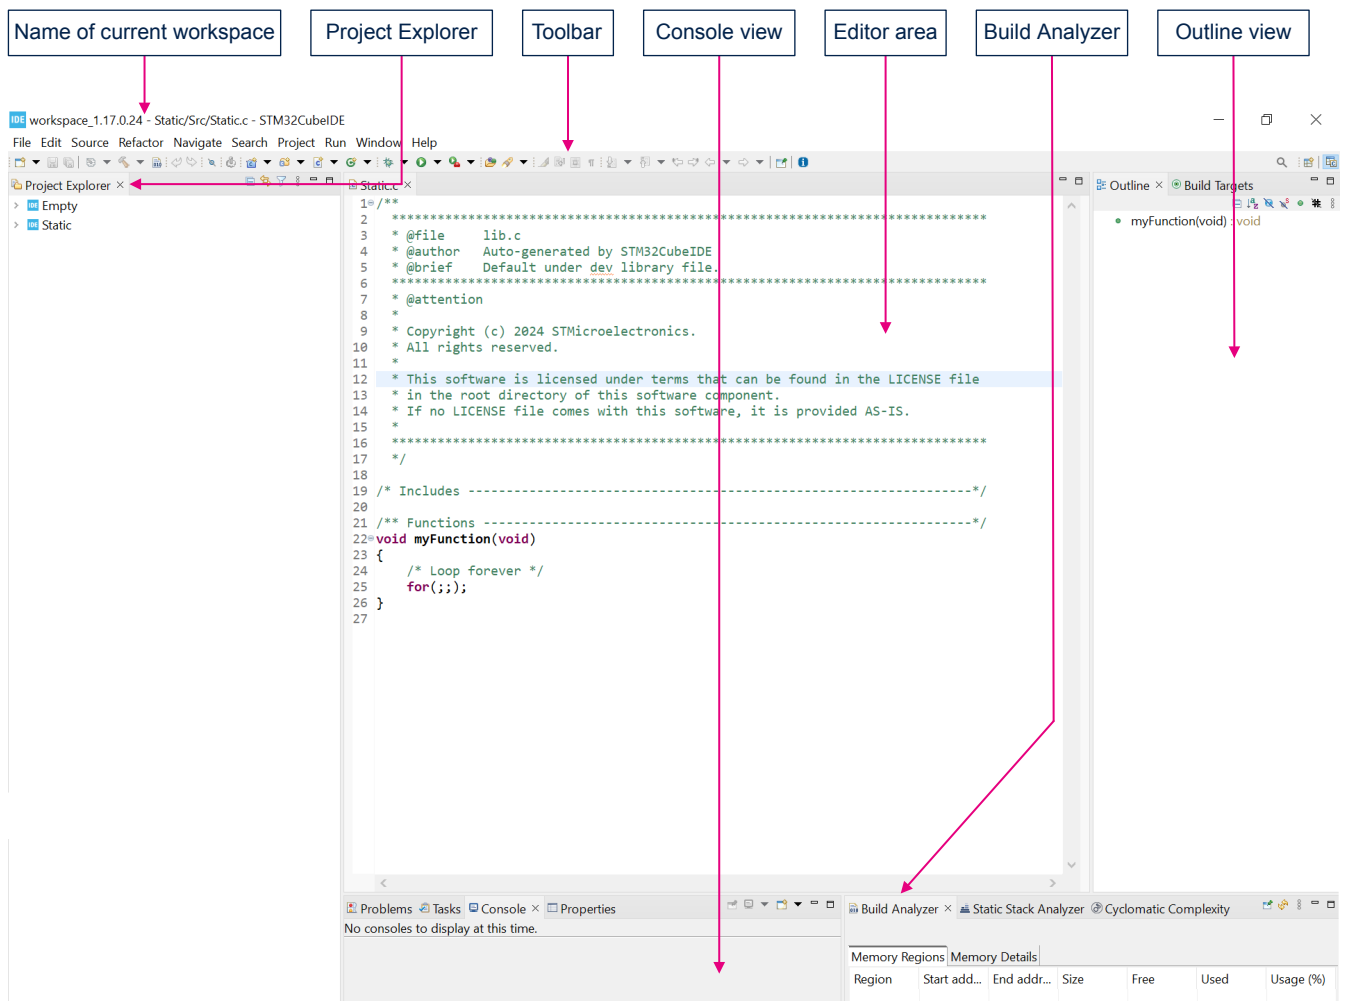 Name of current workspace
Project Explorer
Toolbar
Console view
Editor area
Build Analyzer
Outline view
IDE workspace_1.17.0.24 - Static/Src/Static.c - STM32CubeIDE
File Edit Source Refactor Navigate Search Project Run Window Help
Project Explorer
Empty
Static
Static.c
1 /**
2 ******************************************************************************
3 * @file lib.c
4 * @author Auto-generated by STM32CubeIDE
5 * @brief Default under dev library file.
6 ******************************************************************************
7 * @attention
8 *
9 * Copyright (c) 2024 STMicroelectronics.
10 * All rights reserved.
11 *
12 * This software is licensed under terms that can be found in the LICENSE file
13 * in the root directory of this software component.
14 * If no LICENSE file comes with this software, it is provided AS-IS.
15 *
16 ******************************************************************************
17 */
18
19 /* Includes ------------------------------------------------------------------*/
20
21 /** Functions ----------------------------------------------------------------*/
22 void myFunction(void)
23 {
24 /* Loop forever */
25 for(;;);
26 }
27
Outline Build Targets
myFunction(void) : void
Problems Tasks Console Properties
No consoles to display at this time.
Build Analyzer Static Stack Analyzer Cyclomatic Complexity
Memory Regions Memory Details
Region Start add... End addr... Size Free Used Usage (%)